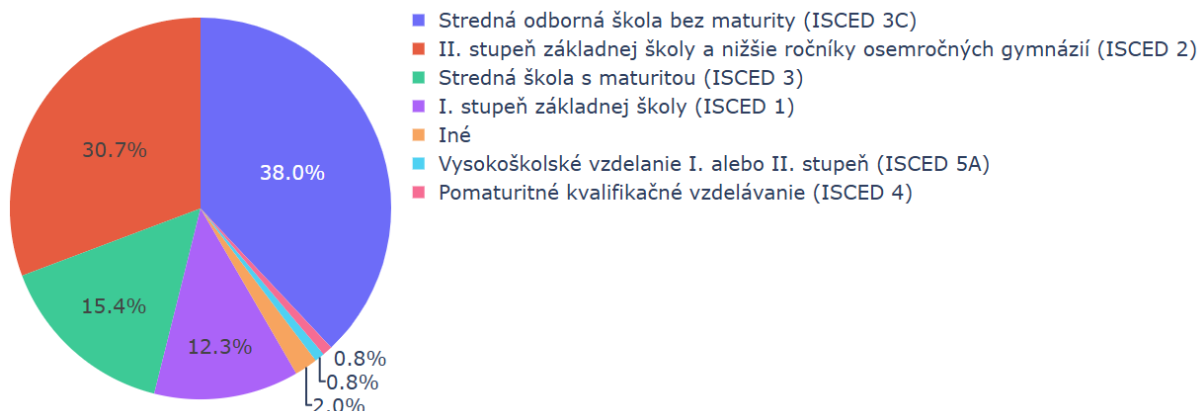 Stredná odborná škola bez maturity (ISCED 3C)
II. stupeň základnej školy a nižšie ročníky osemročných gymnázií (ISCED 2)
Stredná škola s maturitou (ISCED 3)
I. stupeň základnej školy (ISCED 1)
Iné
Vysokoškolské vzdelanie I. alebo II. stupeň (ISCED 5A)
Pomaturitné kvalifikačné vzdelávanie (ISCED 4)
30.7%
38.0%
15.4%
12.3%
0.8%
0.8%
2.0%